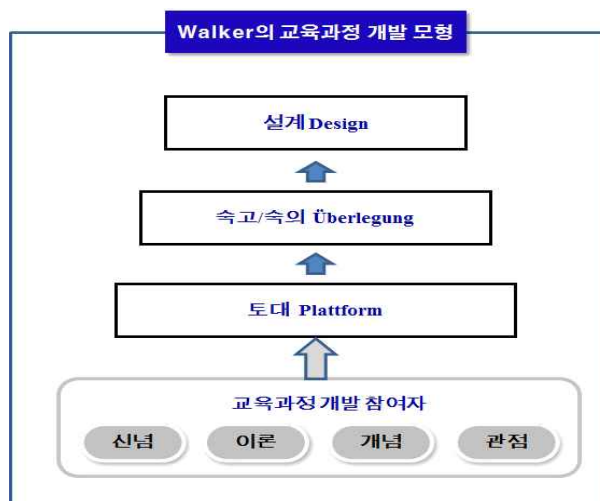 Walker의 교육과정 개발 모형
설계 Design
숙고/숙의 Überlegung
토대 Plattform
교육과정 개발 참여자
신념 이론 개념 관점